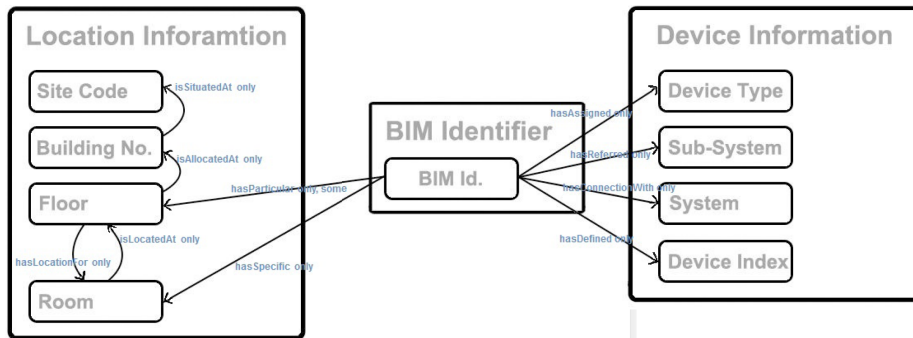 Location Inforamtion
Site Code
isSituatedAt only
Building No.
isAllocatedAt only
Floor
isLocatedAt only
hasLocationFor only
Room
BIM Identifier
BIM Id.
hasParticular only, some
hasSpecific only
Device Information
hasAssigned only
Device Type
hasReferred only
Sub-System
hasConnectionWith only
System
hasDefined only
Device Index